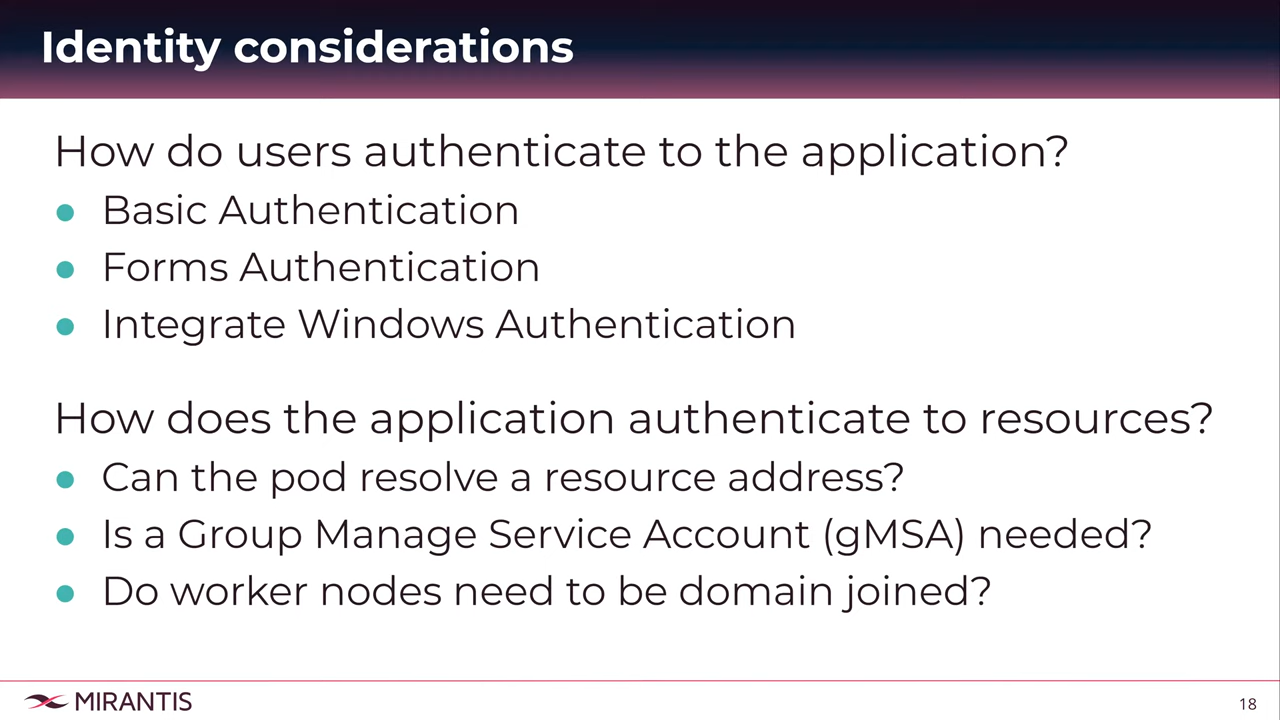 Identity considerations
How do users authenticate to the application?
● Basic Authentication
● Forms Authentication
● Integrate Windows Authentication
How does the application authenticate to resources?
● Can the pod resolve a resource address?
● Is a Group Manage Service Account (gMSA) needed?
● Do worker nodes need to be domain joined?
MIRANTIS
18